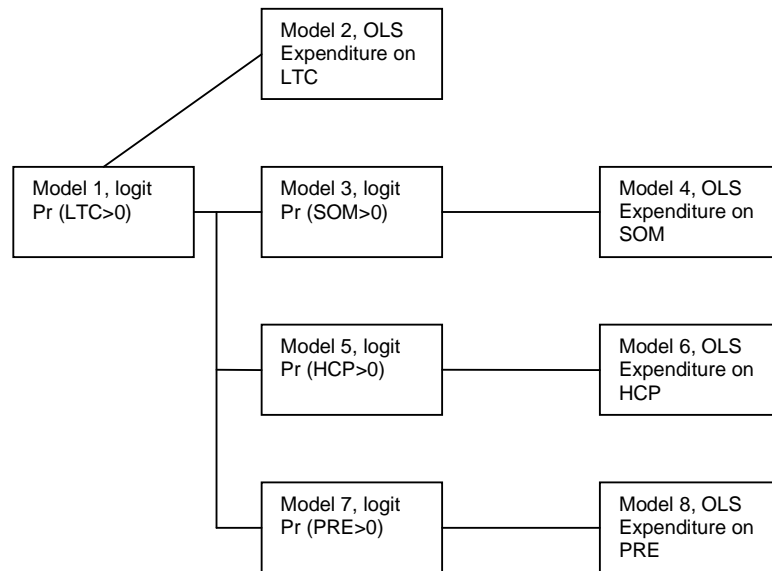 Model 2, OLS
Expenditure on
LTC
Model 1, logit
Pr (LTC>0)
Model 3, logit
Pr (SOM>0)
Model 4, OLS
Expenditure on
SOM
Model 5, logit
Pr (HCP>0)
Model 6, OLS
Expenditure on
HCP
Model 7, logit
Pr (PRE>0)
Model 8, OLS
Expenditure on
PRE